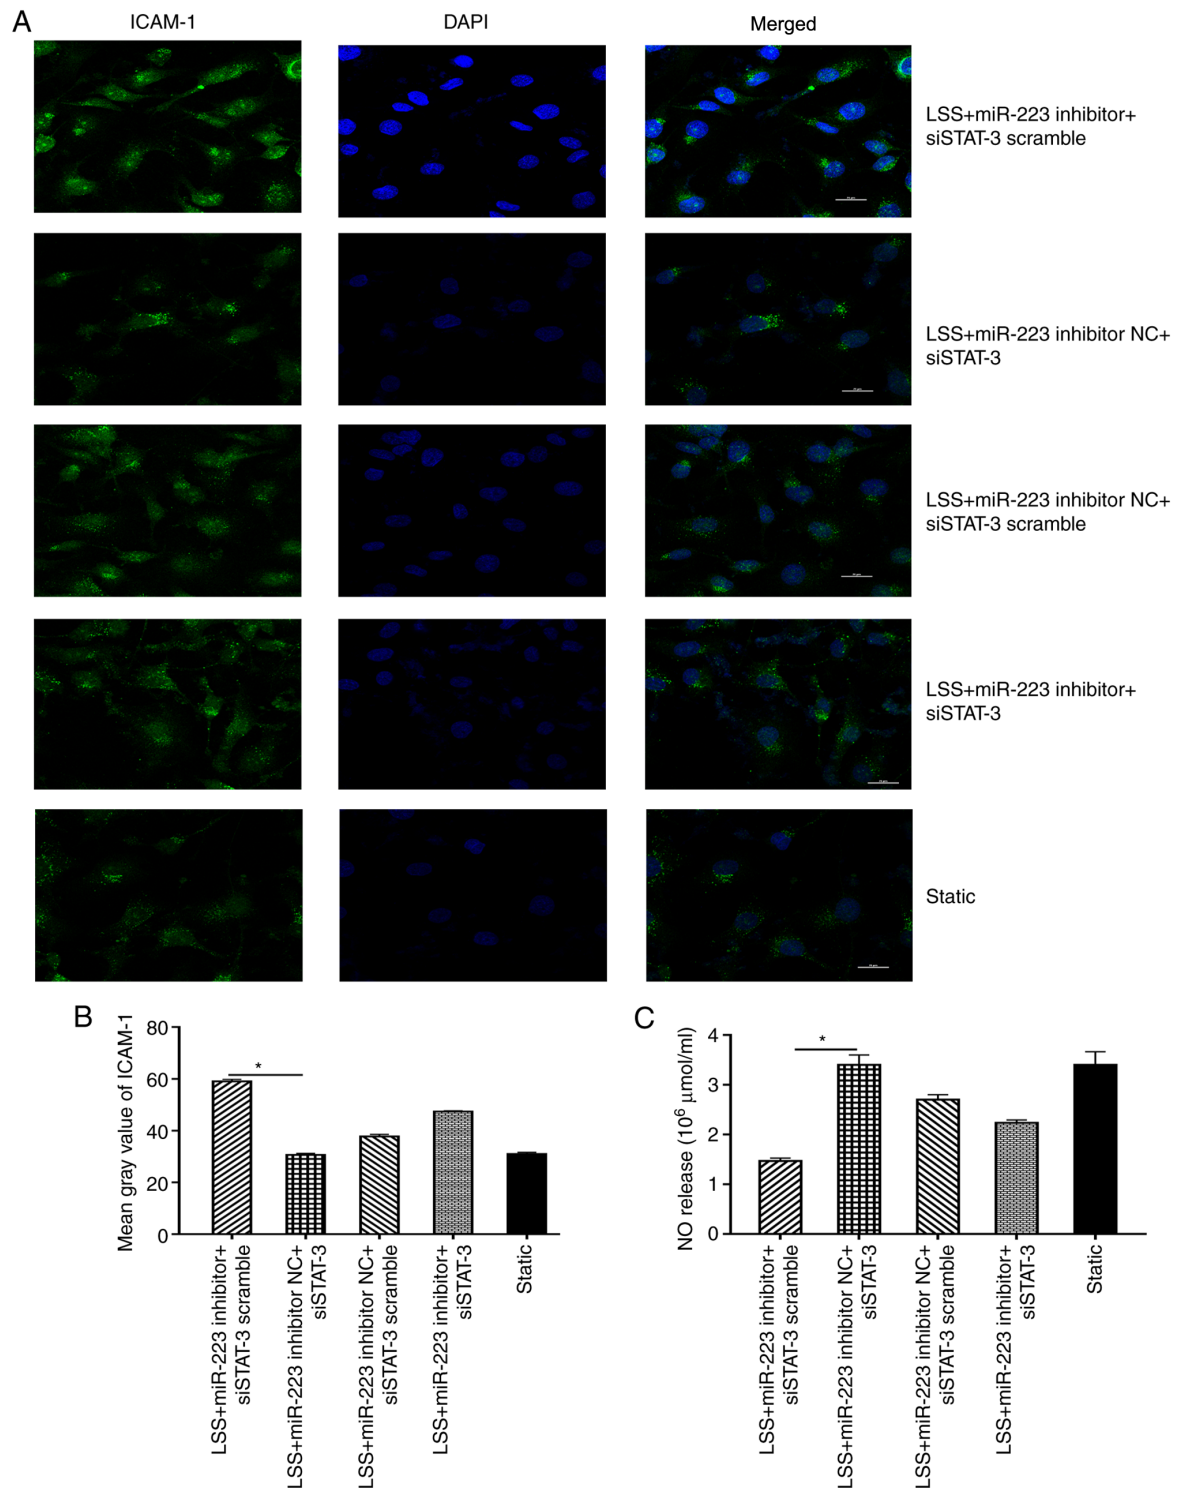 A
ICAM-1
DAPI
Merged
LSS+miR-223 inhibitor+
siSTAT-3 scramble
LSS+miR-223 inhibitor NC+
siSTAT-3
LSS+miR-223 inhibitor NC+
siSTAT-3 scramble
LSS+miR-223 inhibitor+
siSTAT-3
Static
B
Mean gray value of ICAM-1
80
60
40
20
0
*
LSS+miR-223 inhibitor+
siSTAT-3 scramble
LSS+miR-223 inhibitor NC+
siSTAT-3
LSS+miR-223 inhibitor NC+
siSTAT-3 scramble
LSS+miR-223 inhibitor+
siSTAT-3
Static
C
NO release (10⁶ μmol/ml)
4
3
2
1
0
*
LSS+miR-223 inhibitor+
siSTAT-3 scramble
LSS+miR-223 inhibitor NC+
siSTAT-3
LSS+miR-223 inhibitor NC+
siSTAT-3 scramble
LSS+miR-223 inhibitor+
siSTAT-3
Static